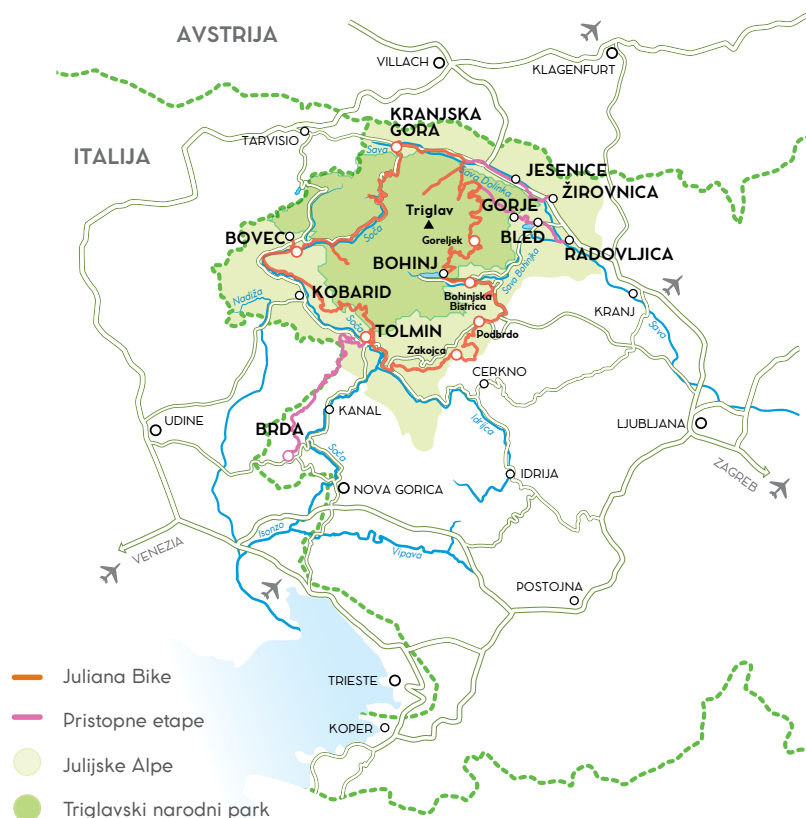 AVSTRIJA
VILLACH
KLAGENFURT
KRANJSKA
GORA
TARVISIO
ITALIJA
Sava
Sava Dolinka
JESENICE
ŽIROVNICA
Triglav
GORJE
Soča
Goreljek
BLED
BOVEC
RADOVLJICA
BOHINJ
Sava Bohinjka
Nadiža
KOBARID
Bohinjska
Bistrica
KRANJ
Soča
TOLMIN
Podbrdo
Sava
Zakojca
CERKNO
UDINE
KANAL
Idrijca
LJUBLJANA
BRDA
Soča
ZAGREB
IDRIJA
NOVA GORICA
Isonzo
VENEZIA
Vipava
POSTOJNA
Juliana Bike
TRIESTE
Pristopne etape
KOPER
Julijske Alpe
Triglavski narodni park